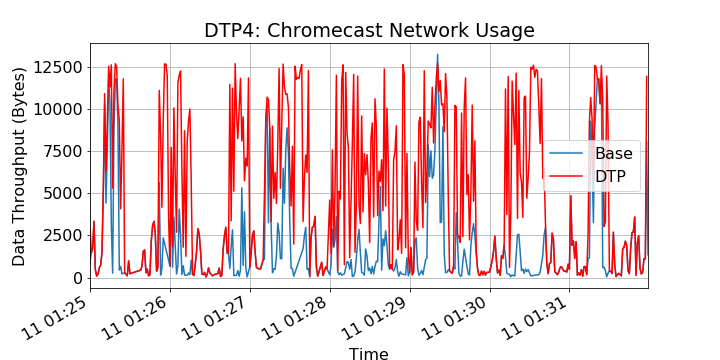 DTP4: Chromecast Network Usage
Data Throughput (Bytes)
12500
10000
7500
5000
2500
0
Base
DTP
11 01:25
11 01:26
11 01:27
11 01:28
11 01:29
11 01:30
11 01:31
Time